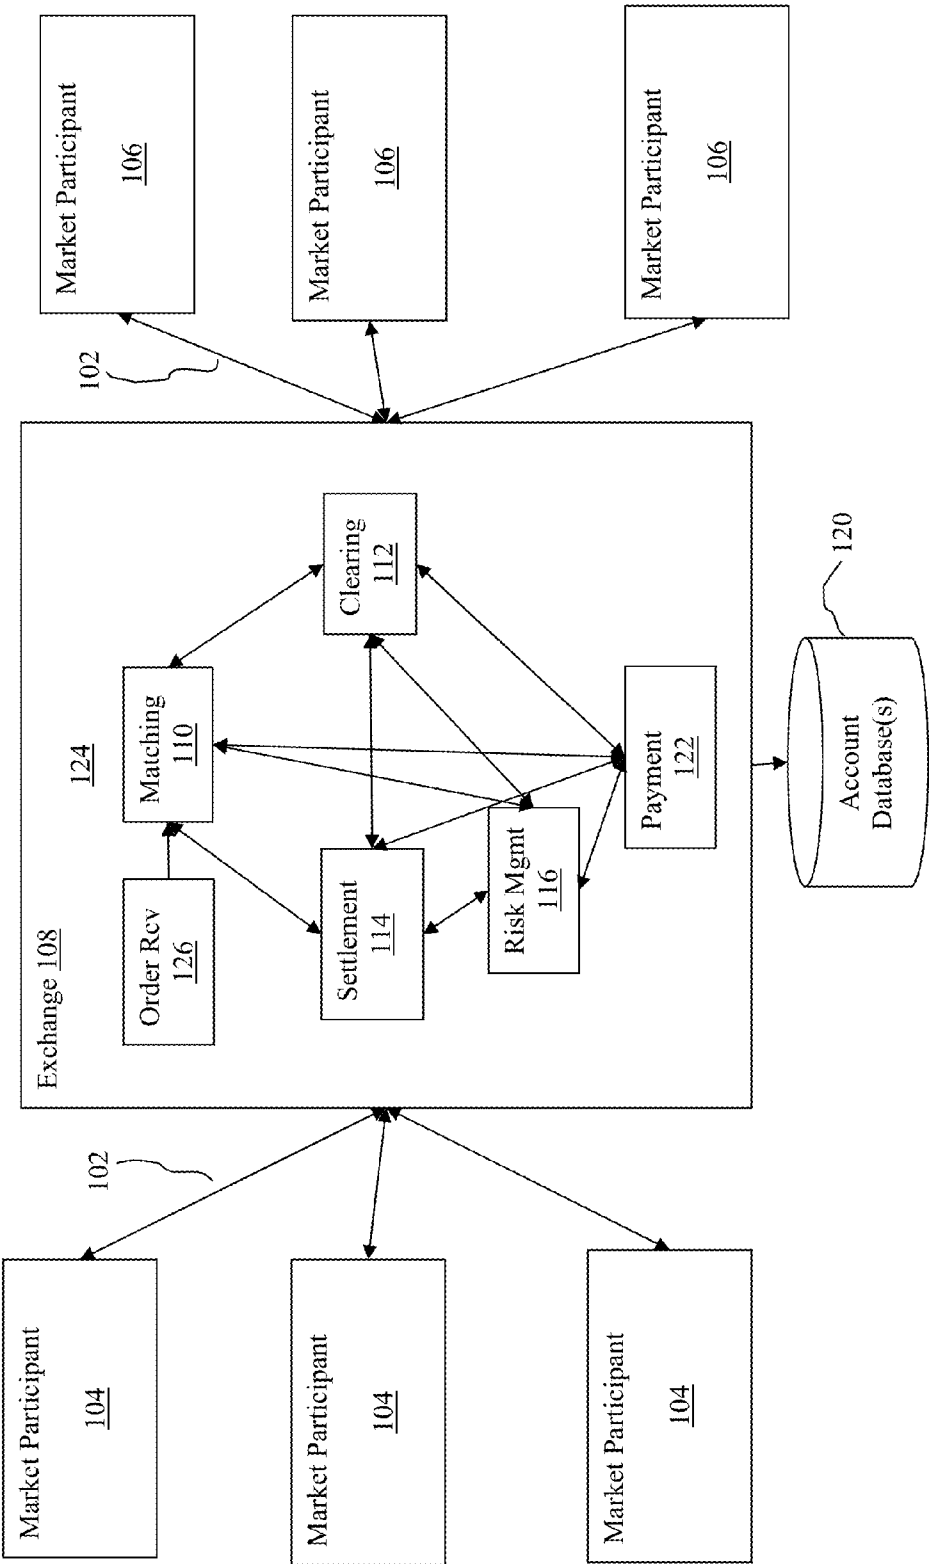 Market Participant
104
Market Participant
104
Market Participant
104
102
Exchange 108
124
Order Rcv
126
Matching
110
Settlement
114
Clearing
112
Risk Mgmt
116
Payment
122
Account
Database(s)
120
102
Market Participant
106
Market Participant
106
Market Participant
106